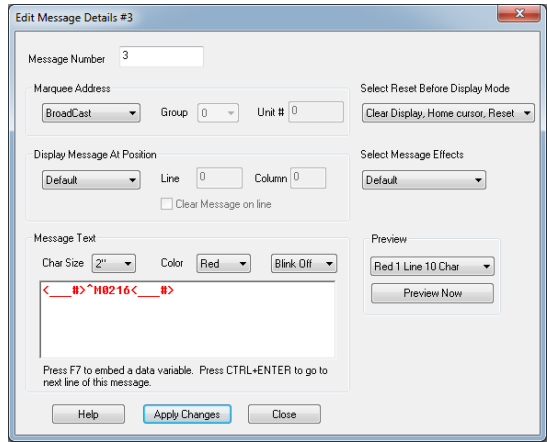 Edit Message Details #3
Message Number 3
Marquee Address
BroadCast Group 0 Unit # 0
Select Reset Before Display Mode
Clear Display, Home cursor, Reset
Display Message At Position
Default Line 0 Column 0
Clear Message on line
Select Message Effects
Default
Message Text
Char Size 2" Color Red Blink Off
<___#>^M0216<___#>
Press F7 to embed a data variable. Press CTRL+ENTER to go to
next line of this message.
Preview
Red 1 Line 10 Char
Preview Now
Help Apply Changes Close